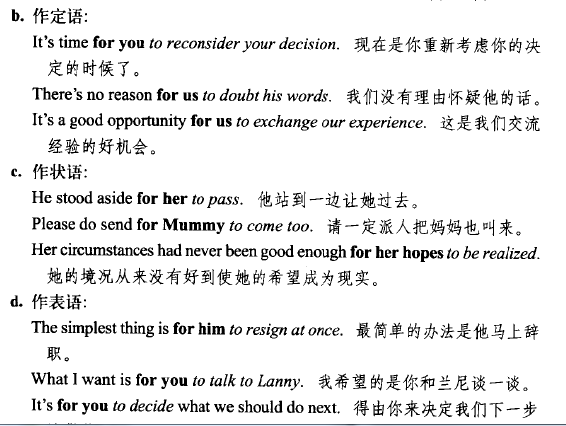 b. 作定语:
It's time for you to reconsider your decision. 现在是你重新考虑你的决
定的时候了。
There's no reason for us to doubt his words. 我们没有理由怀疑他的话。
It's a good opportunity for us to exchange our experience. 这是我们交流
经验的好机会。
c. 作状语:
He stood aside for her to pass. 他站到一边让她过去。
Please do send for Mummy to come too. 请一定派人把妈妈也叫来。
Her circumstances had never been good enough for her hopes to be realized.
她的境况从来没有好到使她的希望成为现实。
d. 作表语:
The simplest thing is for him to resign at once. 最简单的办法是他马上辞
职。
What I want is for you to talk to Lanny. 我希望的是你和兰尼谈一谈。
It's for you to decide what we should do next. 得由你来决定我们下一步